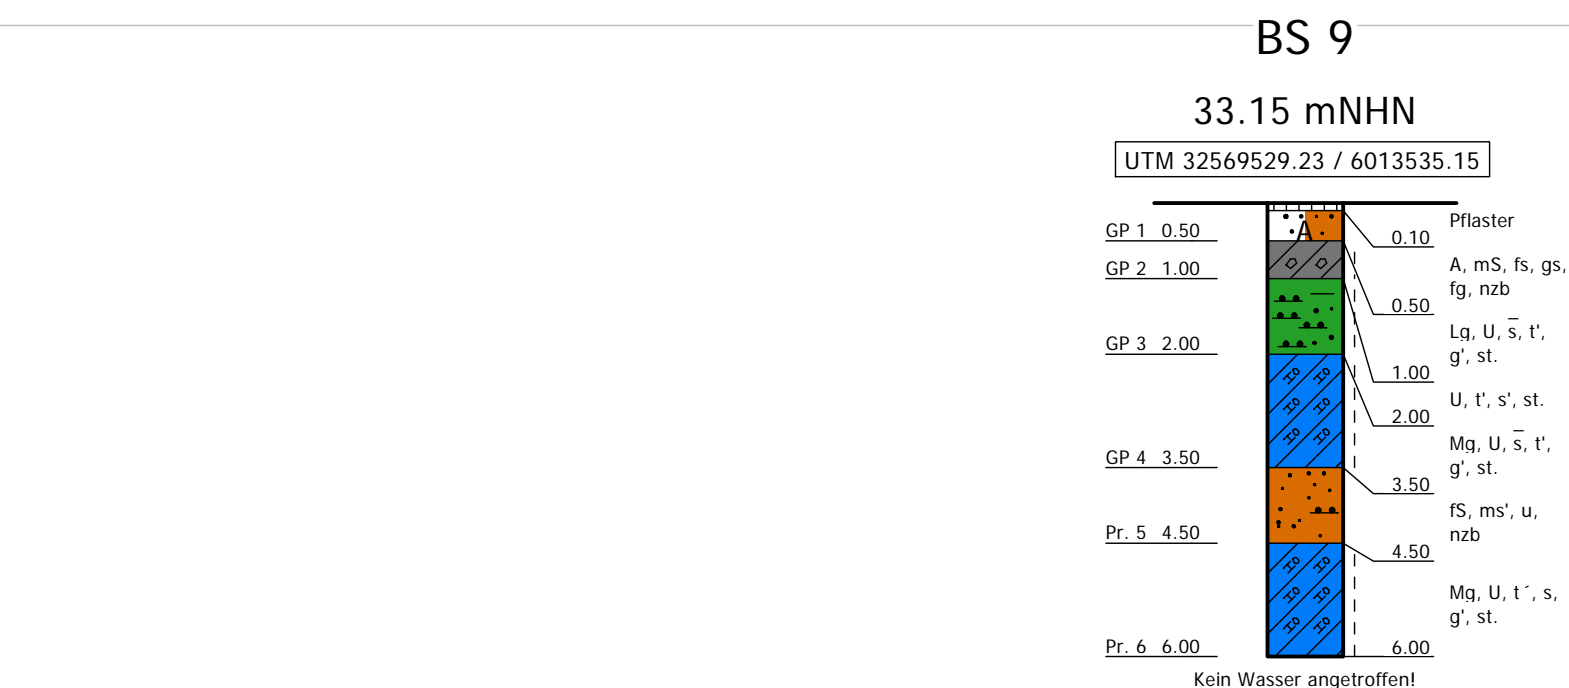 BS 9
33.15 mNHN
UTM 32569529.23 / 6013535.15
GP 1 0.50
GP 2 1.00
GP 3 2.00
GP 4 3.50
Pr. 5 4.50
Pr. 6 6.00
A
0.10
0.50
1.00
2.00
3.50
4.50
6.00
Pflaster
A, mS, fs, gs,
fg, nzb
Lg, U, s̅, t',
g', st.
U, t', s', st.
Mg, U, s̅, t',
g', st.
fS, ms', u,
nzb
Mg, U, t´, s,
g', st.
Kein Wasser angetroffen!